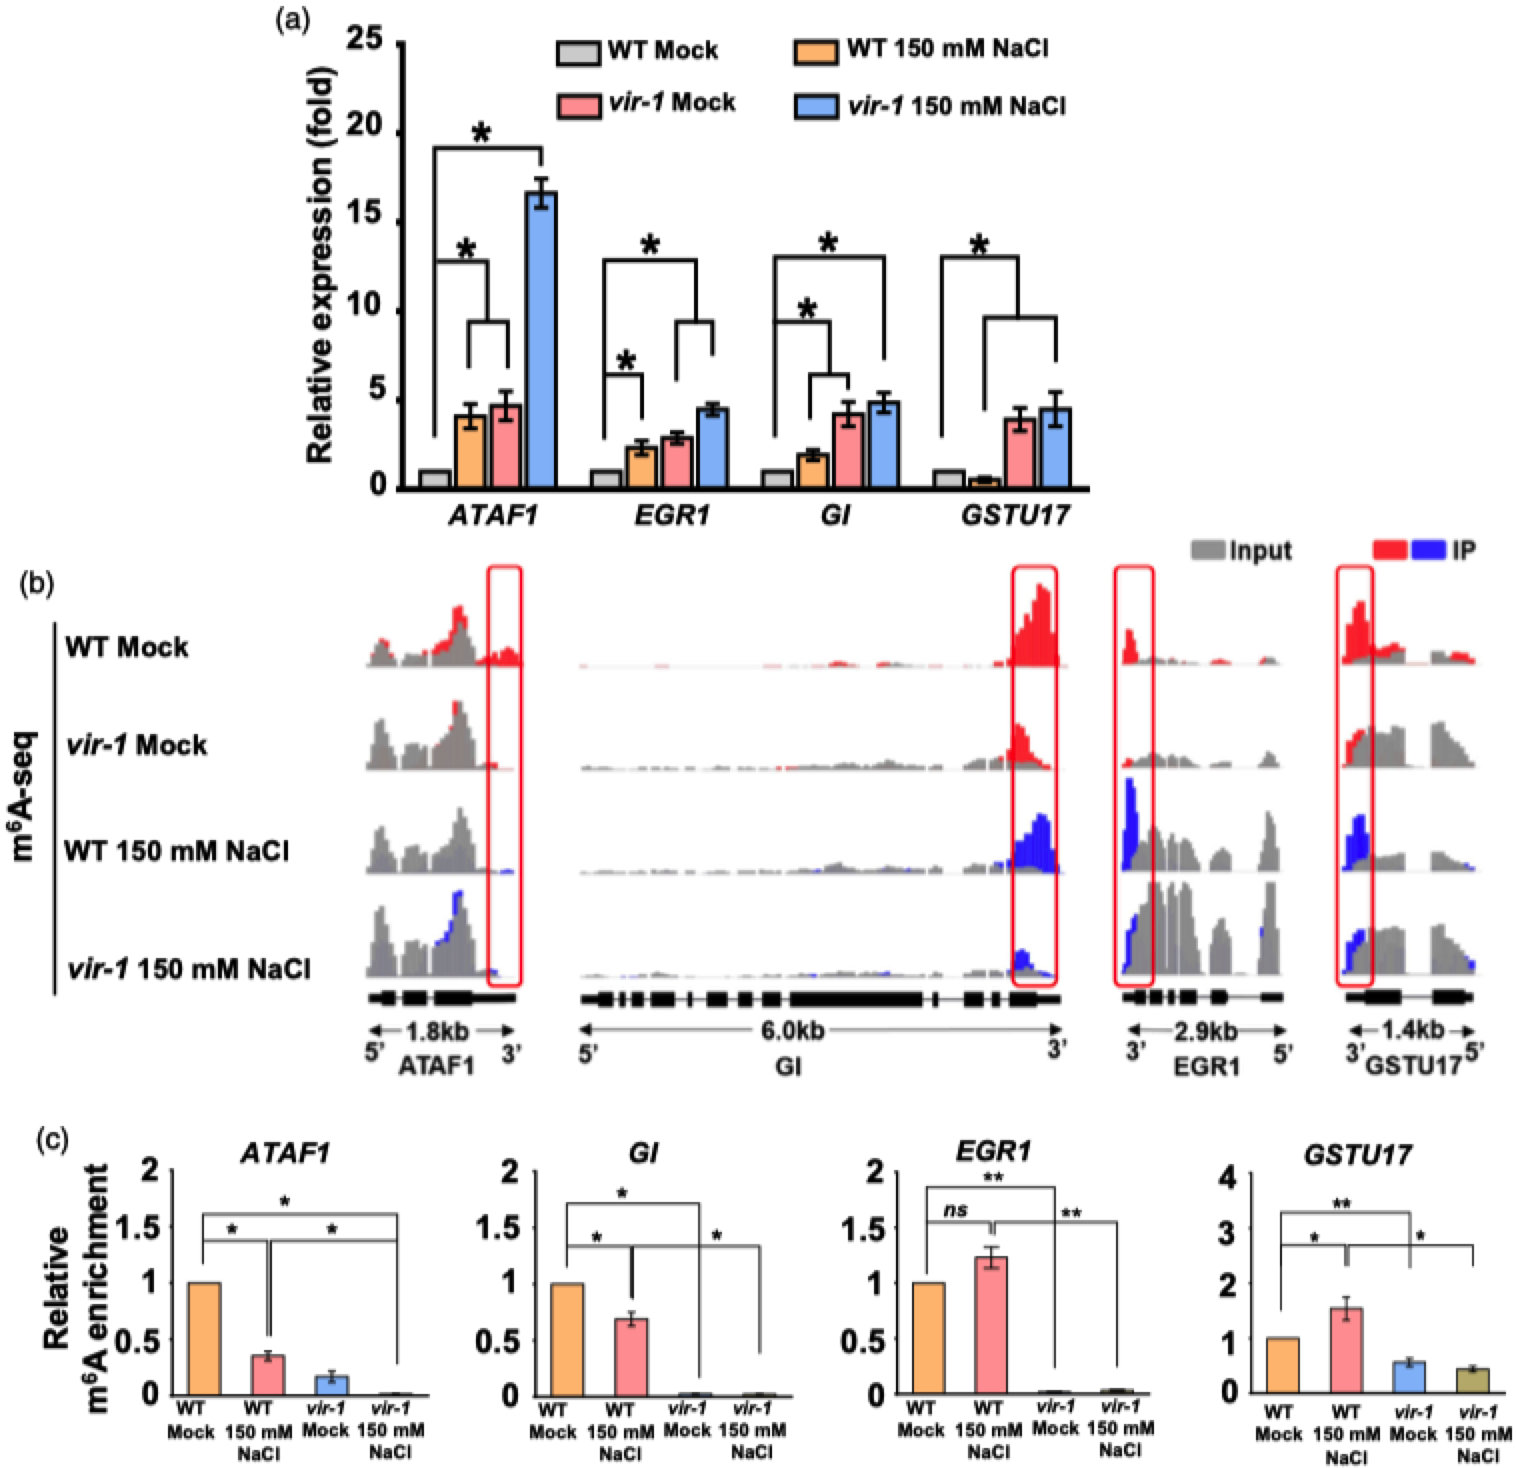 (a)
25
20
15
10
5
0
Relative expression (fold)
WT Mock
WT 150 mM NaCl
vir-1 Mock
vir-1 150 mM NaCl
*
*
*
*
*
*
*
ATAF1
EGR1
GI
GSTU17
(b)
Input
IP
m⁶A-seq
WT Mock
vir-1 Mock
WT 150 mM NaCl
vir-1 150 mM NaCl
1.8kb
6.0kb
2.9kb
1.4kb
5’
3’
5’
3’
3’
5’
3’
5’
ATAF1
GI
EGR1
GSTU17
(c)
Relative
m⁶A enrichment
ATAF1
2
1.5
1
0.5
0
*
*
*
WT
Mock
WT
150 mM
NaCl
vir-1
Mock
vir-1
150 mM
NaCl
GI
2
1.5
1
0.5
0
*
*
*
WT
Mock
WT
150 mM
NaCl
vir-1
Mock
vir-1
150 mM
NaCl
EGR1
2
1.5
1
0.5
0
**
ns
**
WT
Mock
WT
150 mM
NaCl
vir-1
Mock
vir-1
150 mM
NaCl
GSTU17
4
3
2
1
0
**
*
*
WT
Mock
WT
150 mM
NaCl
vir-1
Mock
vir-1
150 mM
NaCl